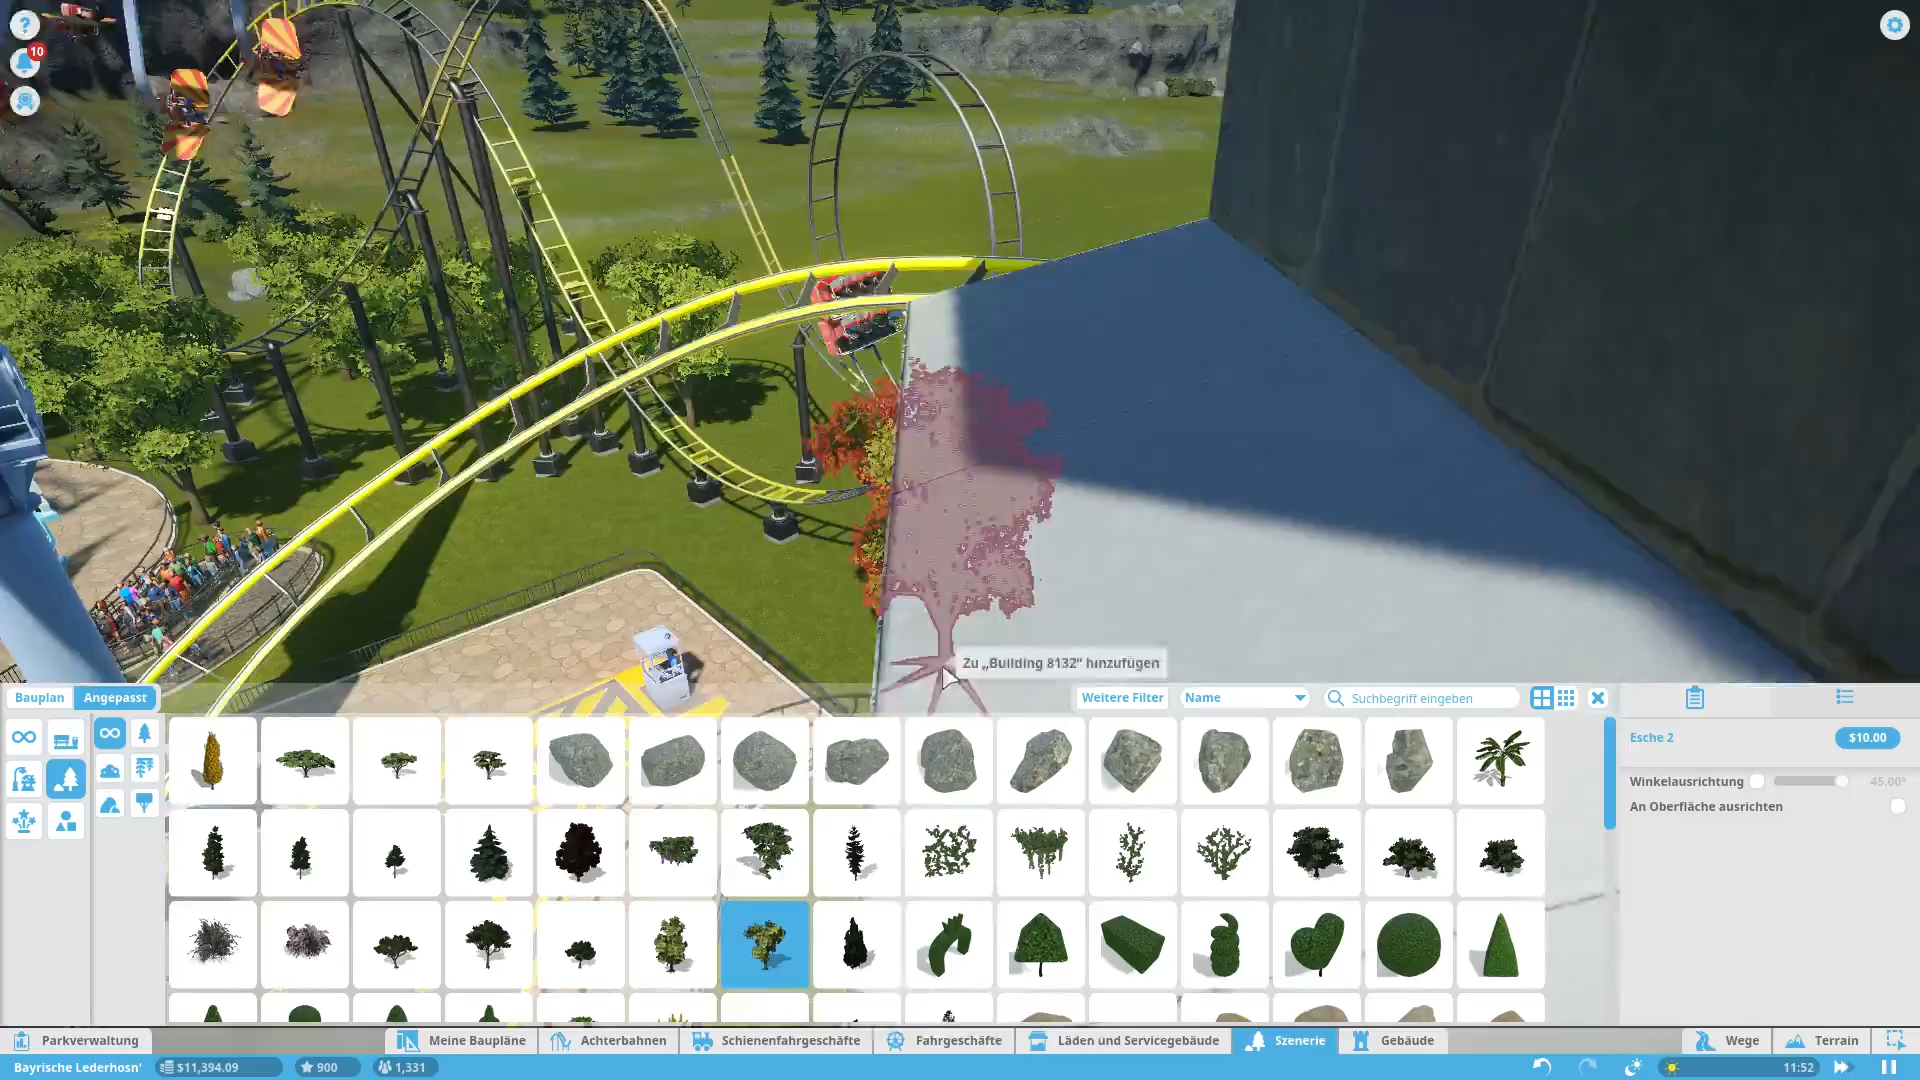 ?
10
Zu „Building 8132" hinzufügen
Bauplan
Angepasst
Weitere Filter
Name
Suchbegriff eingeben
Esche 2
$10.00
Winkelausrichtung
45.00°
An Oberfläche ausrichten
Parkverwaltung
Meine Baupläne
Achterbahnen
Schienenfahrgeschäfte
Fahrgeschäfte
Läden und Servicegebäude
Szenerie
Gebäude
Wege
Terrain
Bayrische Lederhosn'
$11,394.09
900
1,331
11:52